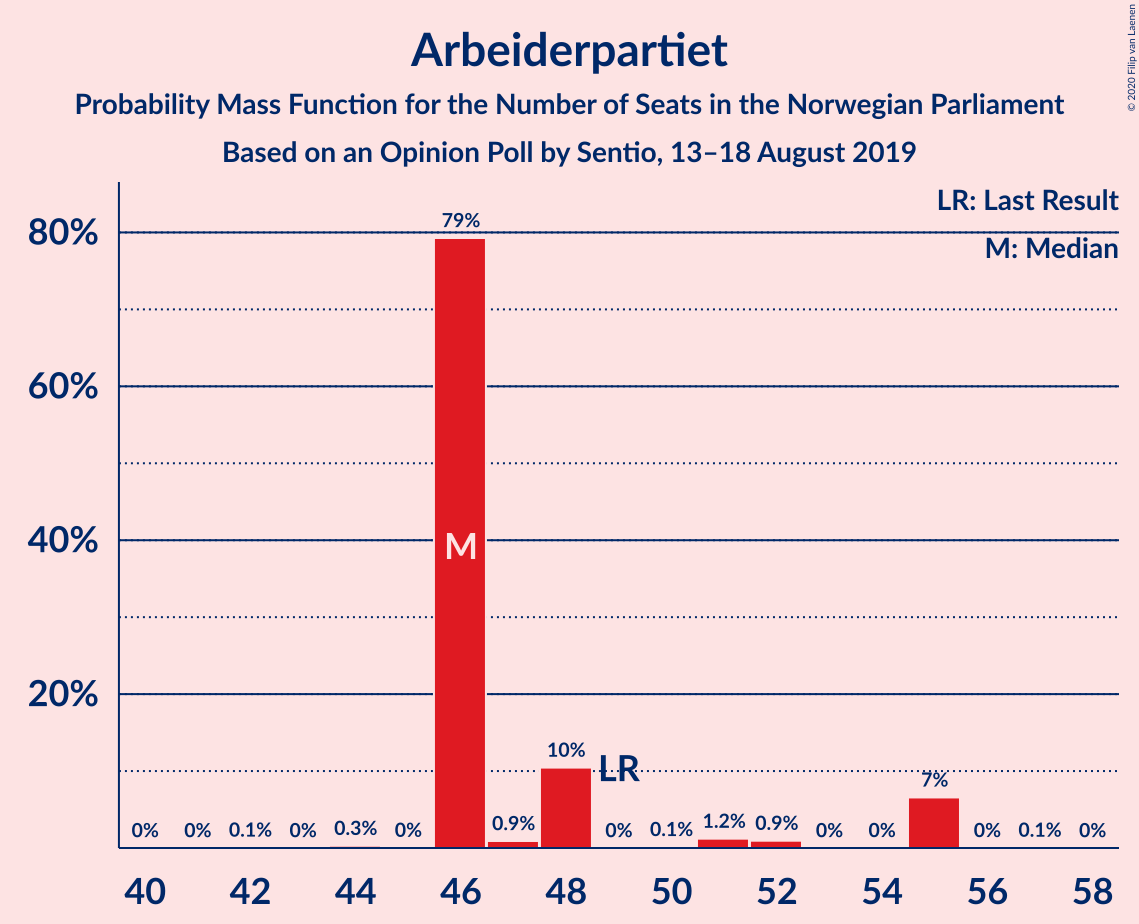 Arbeiderpartiet
Probability Mass Function for the Number of Seats in the Norwegian Parliament
Based on an Opinion Poll by Sentio, 13–18 August 2019
© 2020 Filip van Laenen
LR: Last Result
M: Median
80%
60%
40%
20%
79%
M
10%
LR
7%
0% 0% 0.1% 0% 0.3% 0% 0.9% 0% 0.1% 1.2% 0.9% 0% 0% 0% 0.1% 0%
40 42 44 46 48 50 52 54 56 58